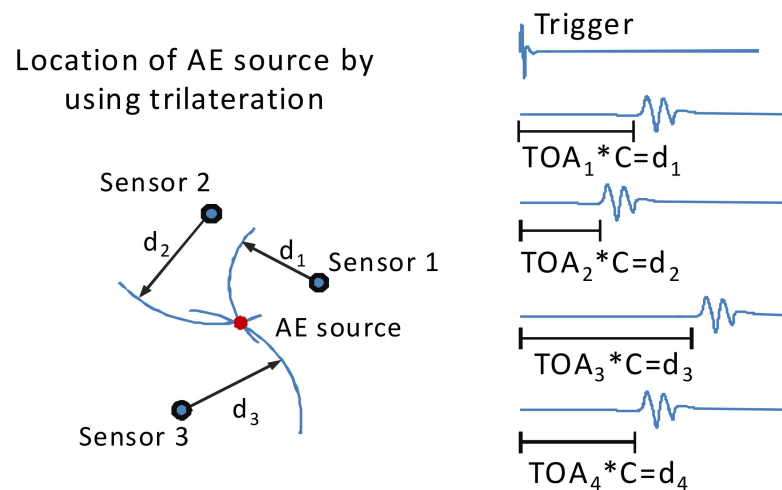 Location of AE source by
using trilateration
Sensor 2
d₂
d₁
Sensor 1
AE source
d₃
Sensor 3
Trigger
TOA₁*C=d₁
TOA₂*C=d₂
TOA₃*C=d₃
TOA₄*C=d₄